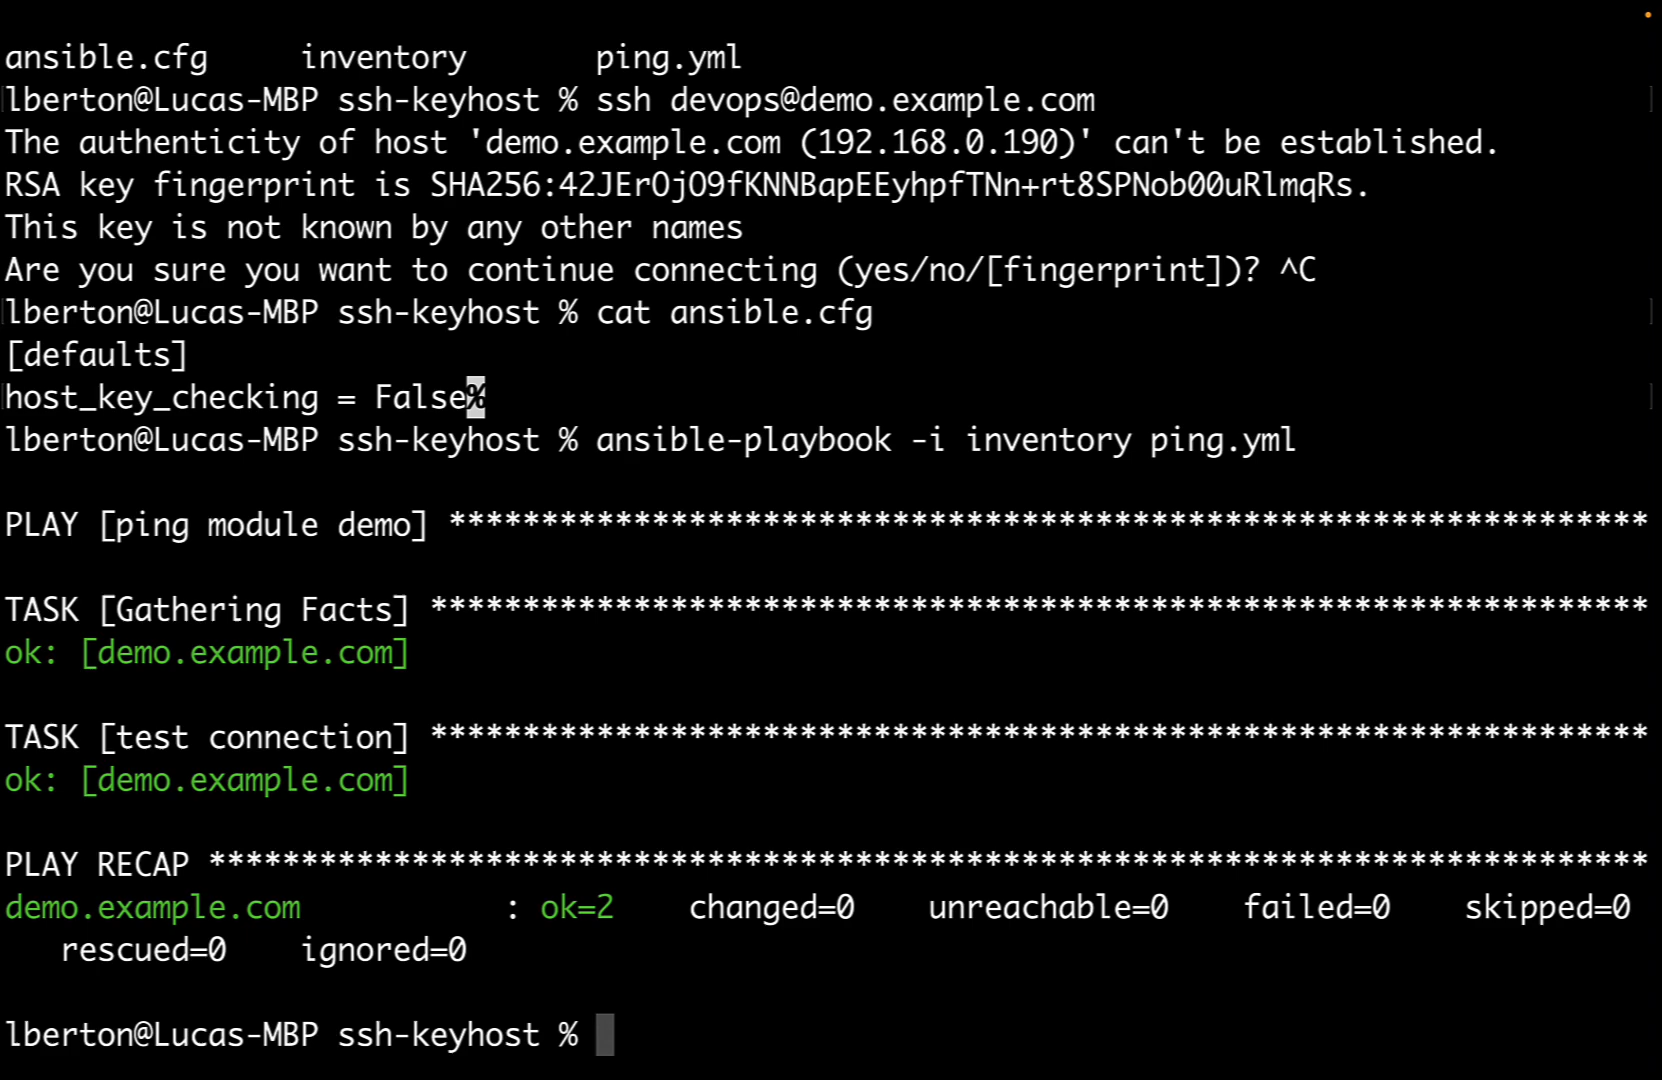 ansible.cfg     inventory       ping.yml
lberton@Lucas-MBP ssh-keyhost % ssh devops@demo.example.com
The authenticity of host 'demo.example.com (192.168.0.190)' can't be established.
RSA key fingerprint is SHA256:42JErOjO9fKNNBapEEyhpfTNn+rt8SPNob00uRlmqRs.
This key is not known by any other names
Are you sure you want to continue connecting (yes/no/[fingerprint])? ^C
lberton@Lucas-MBP ssh-keyhost % cat ansible.cfg
[defaults]
host_key_checking = False%
lberton@Lucas-MBP ssh-keyhost % ansible-playbook -i inventory ping.yml
PLAY [ping module demo] *****************************************************************
TASK [Gathering Facts] ******************************************************************
ok: [demo.example.com]
TASK [test connection] ******************************************************************
ok: [demo.example.com]
PLAY RECAP ******************************************************************************
demo.example.com           : ok=2    changed=0    unreachable=0    failed=0    skipped=0
   rescued=0    ignored=0
lberton@Lucas-MBP ssh-keyhost %